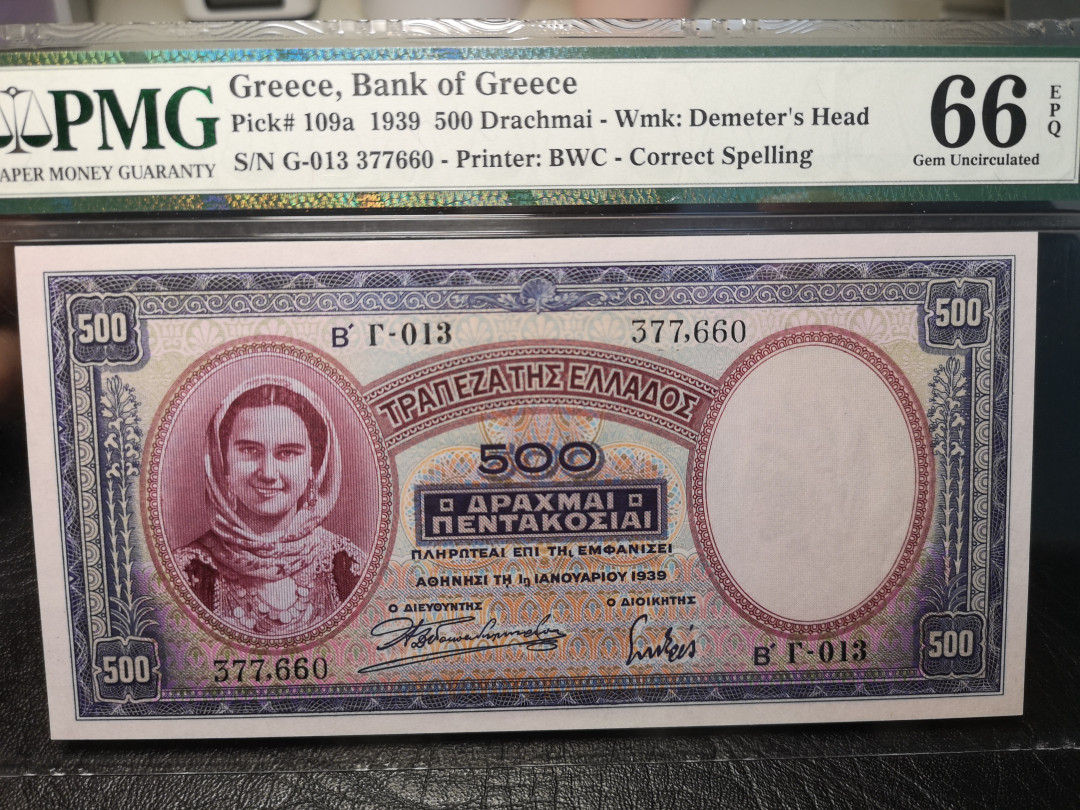 PMG
APER MONEY GUARANTY
Greece, Bank of Greece
Pick# 109a 1939 500 Drachmai - Wmk: Demeter's Head
S/N G-013 377660 - Printer: BWC - Correct Spelling
66 EPQ
Gem Uncirculated
500 500
Β´ Γ-013 377,660
ΤΡΑΠΕΖΑ ΤΗΣ ΕΛΛΑΔΟΣ
500
ΔΡΑΧΜΑΙ
ΠΕΝΤΑΚΟΣΙΑΙ
ΠΛΗΡΩΤΕΑΙ ΕΠΙ ΤΗι ΕΜΦΑΝΙΣΕΙ
ΑΘΗΝΗΣΙ ΤΗ 1η ΙΑΝΟΥΑΡΙΟΥ 1939
Ο ΔΙΕΥΘΥΝΤΗΣ Ο ΔΙΟΙΚΗΤΗΣ
500 377,660 Β´ Γ-013 500